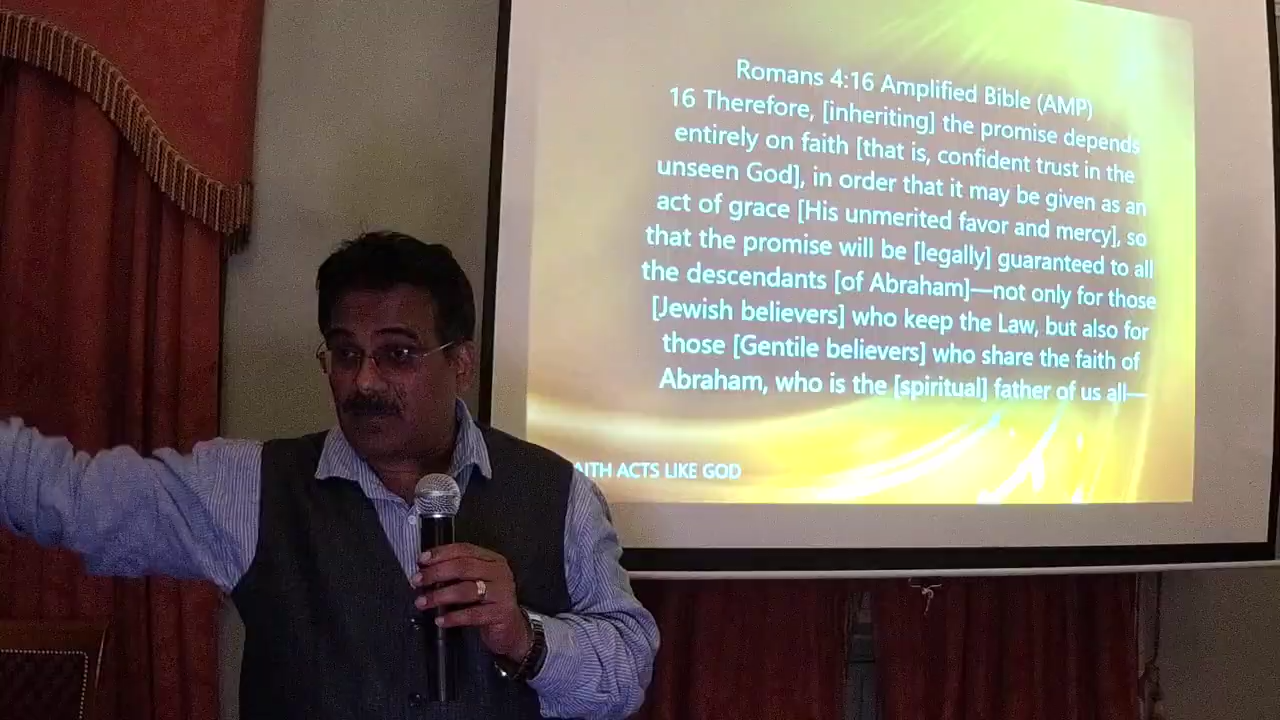 Romans 4:16 Amplified Bible (AMP)
16 Therefore, [inheriting] the promise depends
entirely on faith [that is, confident trust in the
unseen God], in order that it may be given as an
act of grace [His unmerited favor and mercy], so
that the promise will be [legally] guaranteed to all
the descendants [of Abraham]—not only for those
[Jewish believers] who keep the Law, but also for
those [Gentile believers] who share the faith of
Abraham, who is the [spiritual] father of us all—
AITH ACTS LIKE GOD